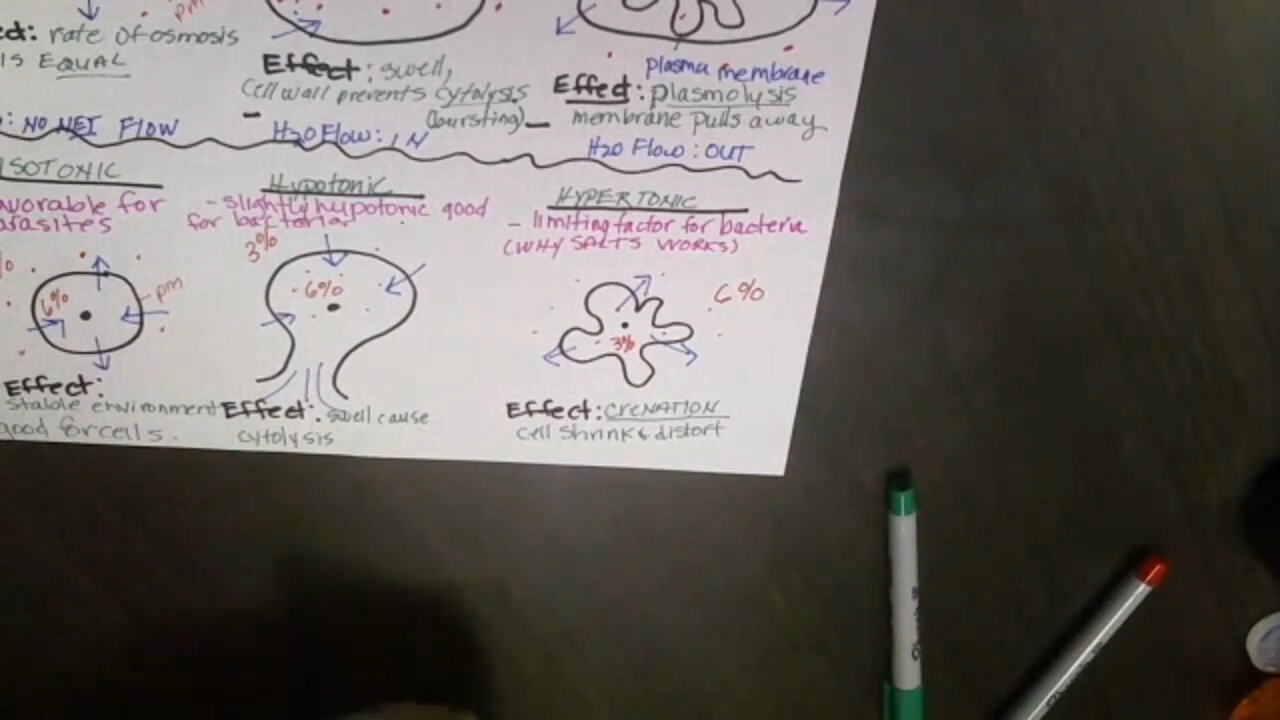 pm
ct: rate of osmosis
IS EQUAL
: NO NET FLOW
Effect: swell,
Cell wall prevents cytolysis
(bursting)
H2O Flow: IN
plasma membrane
Effect: plasmolysis
membrane pulls away
H2O Flow: OUT
ISOTONIC
avorable for
arasites
6%
pm
Effect:
Stable environment
good for cells.
Hypotonic
- slightly hypotonic good
for bacteria
3%
6%
Effect: swell cause
cytolysis
HYPERTONIC
- limiting factor for bacteria
(WHY SALTS WORKS)
6%
3%
Effect: CRENATION
Cell Shrink & distort